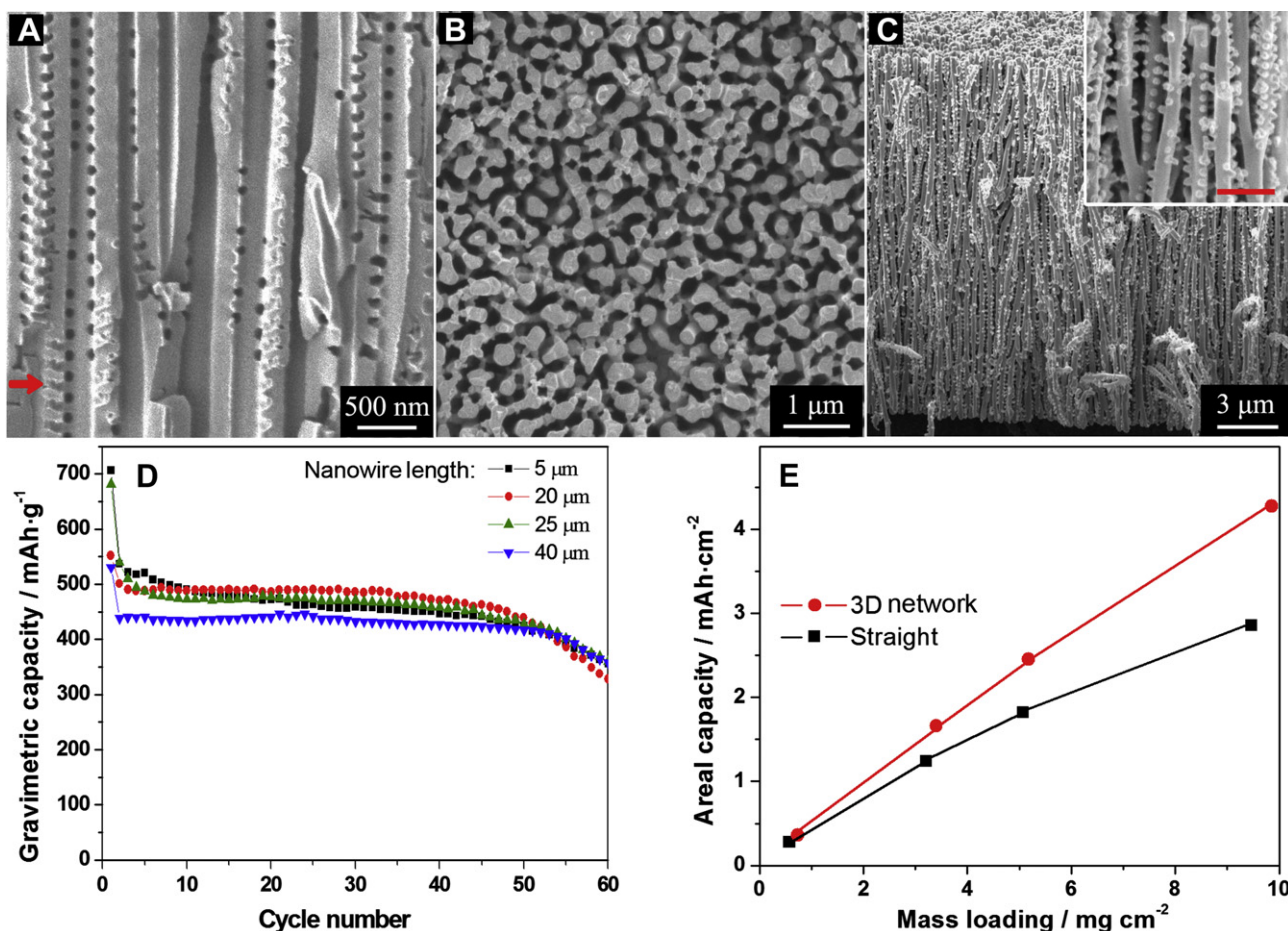 A
500 nm
B
1 μm
C
3 μm
D
Nanowire length:
5 μm
20 μm
25 μm
40 μm
Gravimetric capacity / mAh·g⁻¹
700
600
500
400
300
200
100
0
0 10 20 30 40 50 60
Cycle number
E
3D network
Straight
Areal capacity / mAh·cm⁻²
4
3
2
1
0
0 2 4 6 8 10
Mass loading / mg cm⁻²